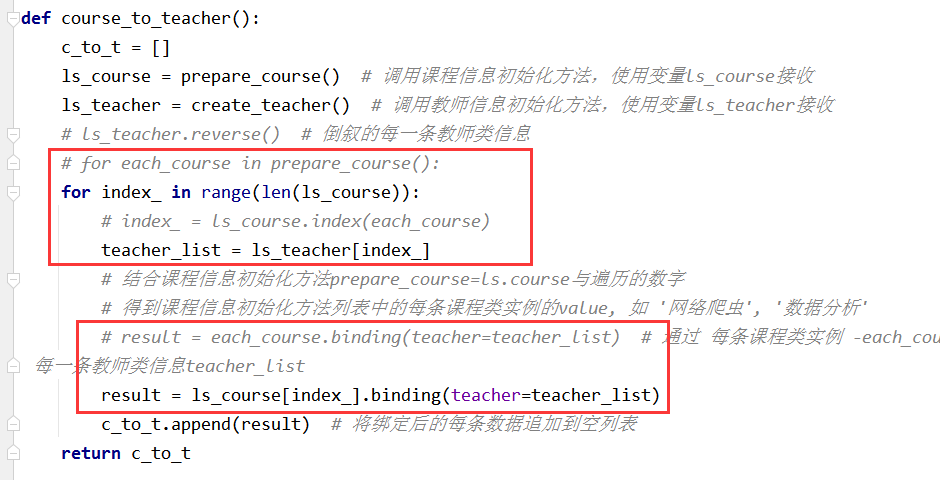 def course_to_teacher():
c_to_t = []
ls_course = prepare_course()  # 调用课程信息初始化方法，使用变量ls_course接收
ls_teacher = create_teacher()  # 调用教师信息初始化方法，使用变量ls_teacher接收
# ls_teacher.reverse()  # 倒叙的每一条教师类信息
# for each_course in prepare_course():
for index_ in range(len(ls_course)):
# index_ = ls_course.index(each_course)
teacher_list = ls_teacher[index_]
# 结合课程信息初始化方法prepare_course=ls.course与遍历的数字
# 得到课程信息初始化方法列表中的每条课程类实例的value, 如 '网络爬虫', '数据分析'
# result = each_course.binding(teacher=teacher_list)  # 通过 每条课程类实例 -each_cou
每一条教师类信息teacher_list
result = ls_course[index_].binding(teacher=teacher_list)
c_to_t.append(result)  # 将绑定后的每条数据追加到空列表
return c_to_t